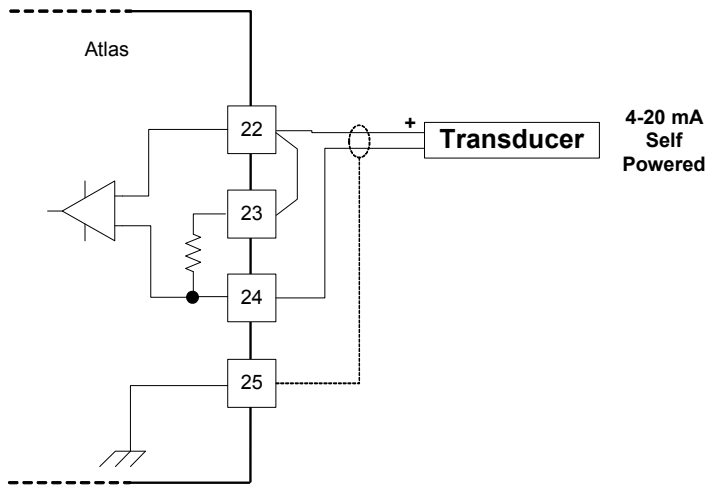 Atlas
22
23
24
25
+
Transducer
4-20 mA
Self
Powered